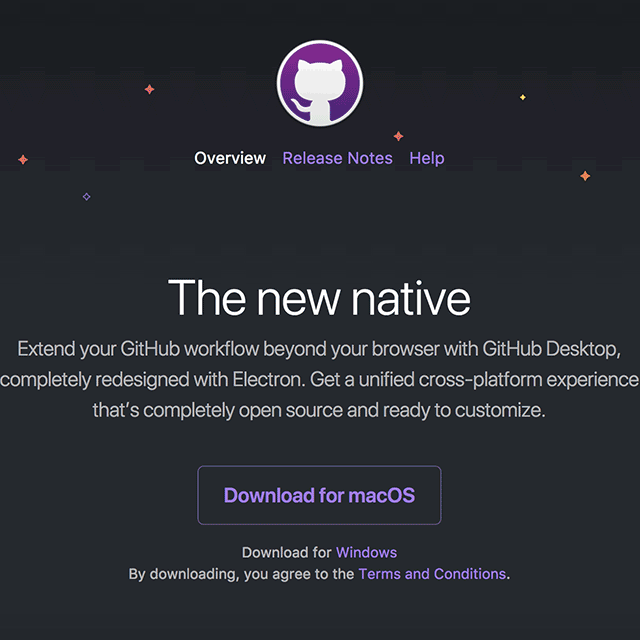 Overview Release Notes Help
The new native
Extend your GitHub workflow beyond your browser with GitHub Desktop,
completely redesigned with Electron. Get a unified cross-platform experience
that’s completely open source and ready to customize.
Download for macOS
Download for Windows
By downloading, you agree to the Terms and Conditions.